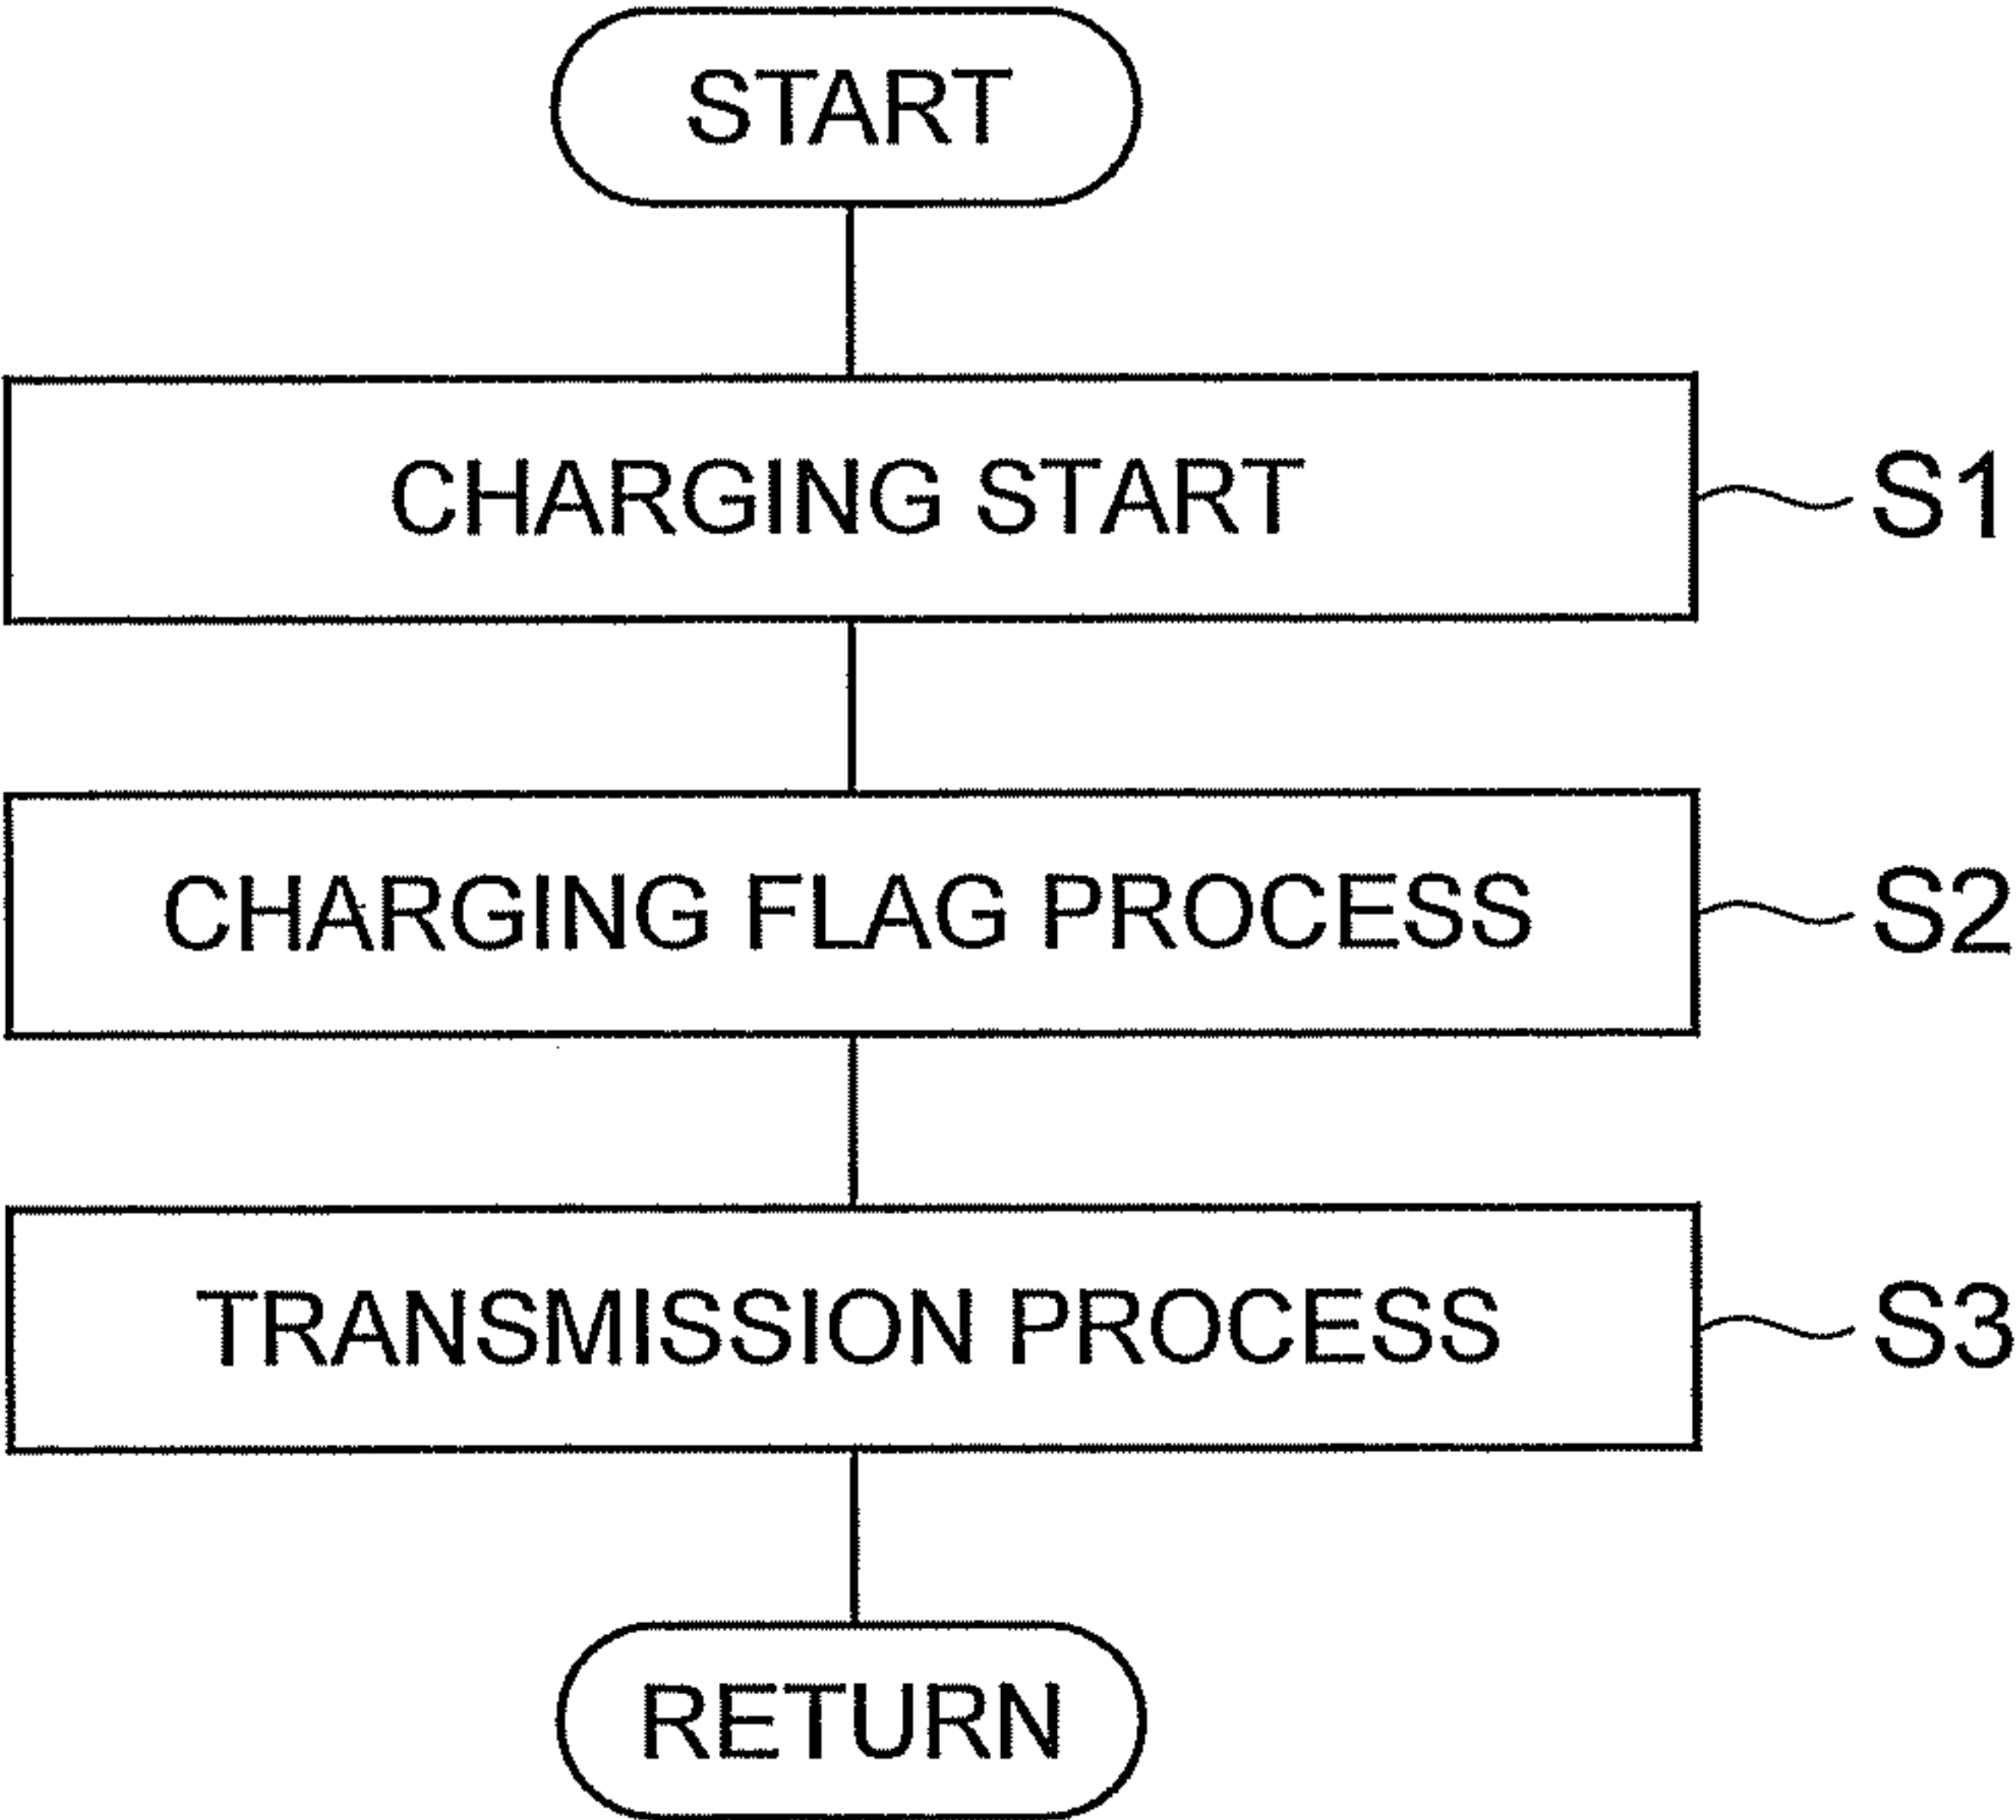 START
CHARGING START
S1
CHARGING FLAG PROCESS
S2
TRANSMISSION PROCESS
S3
RETURN